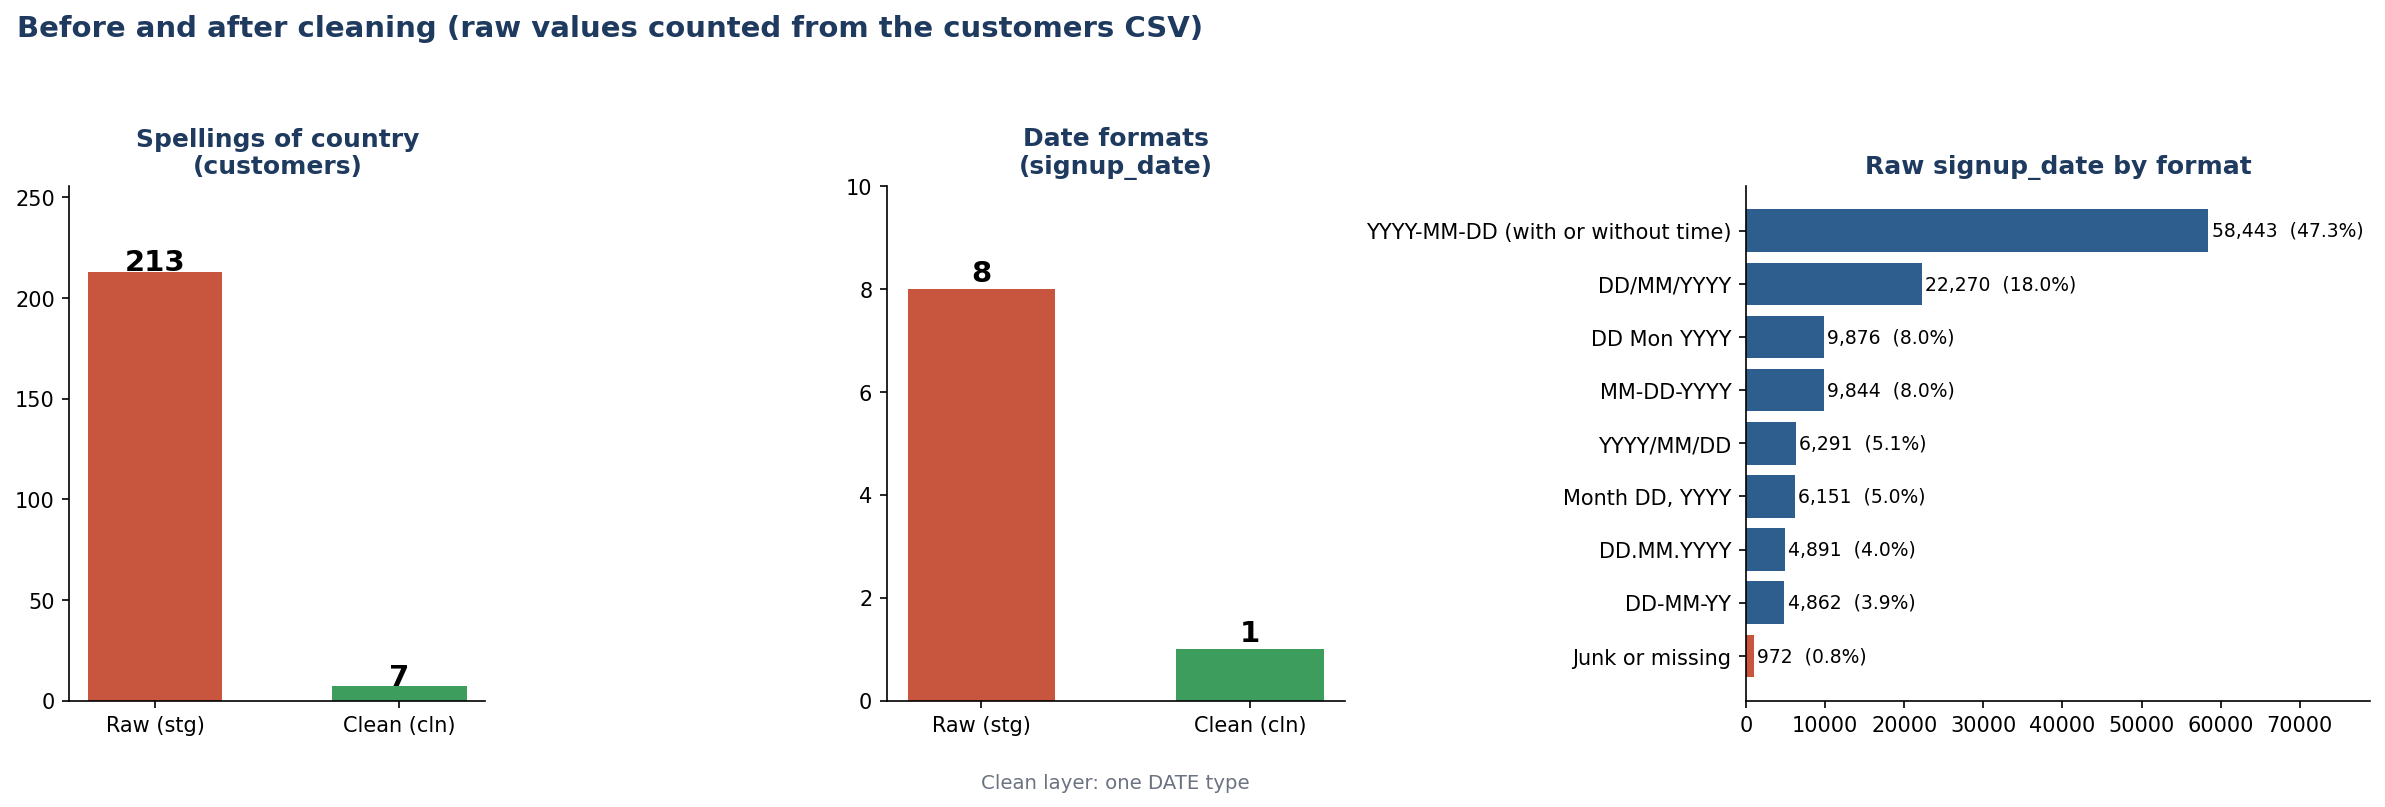 Before and after cleaning (raw values counted from the customers CSV)
Spellings of country
(customers)
250
200
150
100
50
0
213
7
Raw (stg)
Clean (cln)
Date formats
(signup_date)
10
8
6
4
2
0
8
1
Raw (stg)
Clean (cln)
Clean layer: one DATE type
Raw signup_date by format
YYYY-MM-DD (with or without time) 58,443 (47.3%)
DD/MM/YYYY 22,270 (18.0%)
DD Mon YYYY 9,876 (8.0%)
MM-DD-YYYY 9,844 (8.0%)
YYYY/MM/DD 6,291 (5.1%)
Month DD, YYYY 6,151 (5.0%)
DD.MM.YYYY 4,891 (4.0%)
DD-MM-YY 4,862 (3.9%)
Junk or missing 972 (0.8%)
0 10000 20000 30000 40000 50000 60000 70000